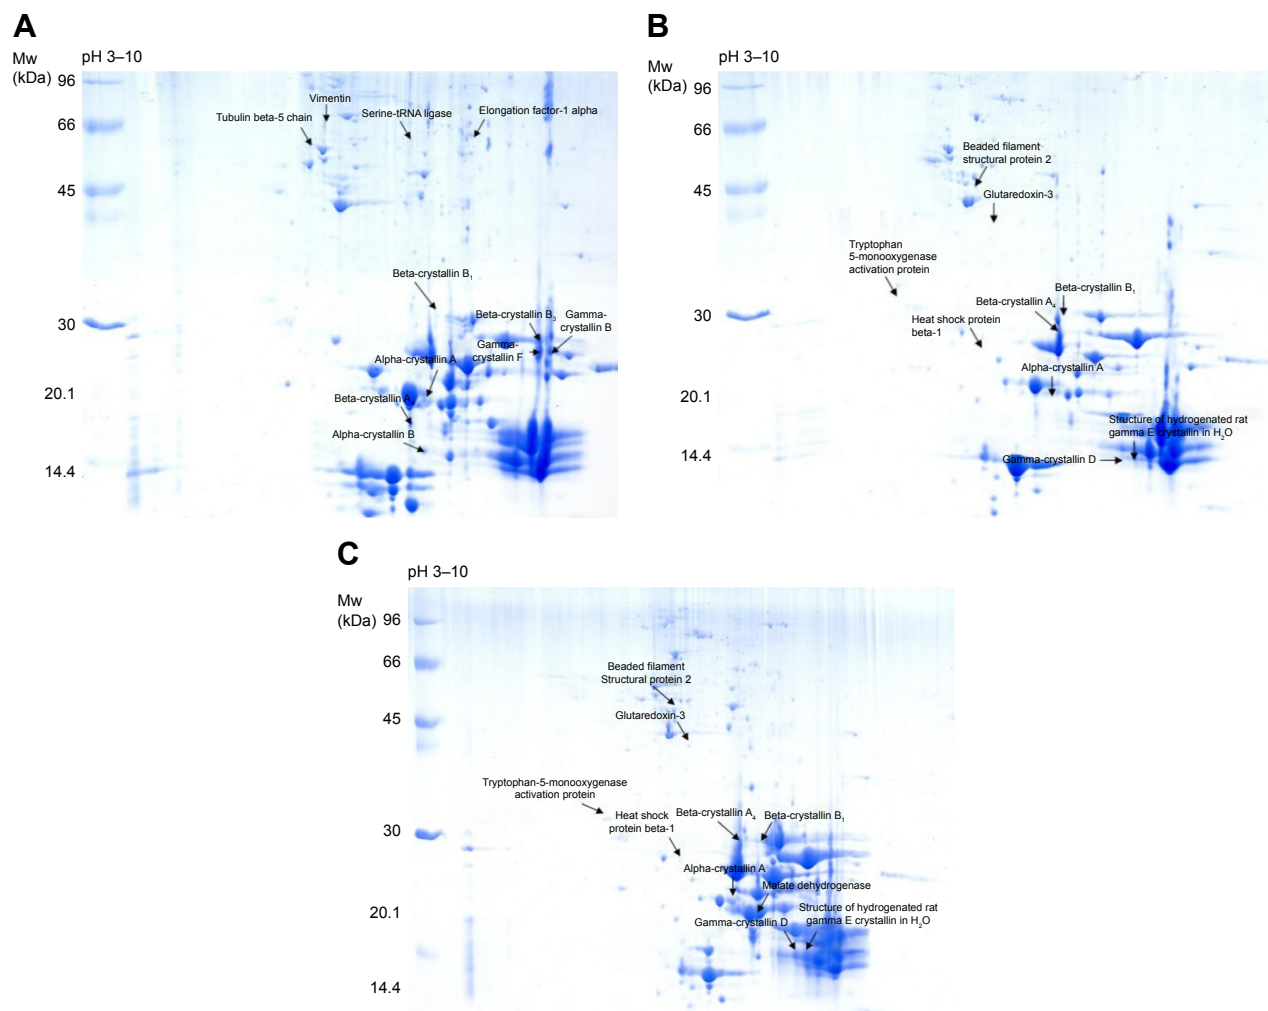 A
Mw
(kDa)
pH 3–10
96
66
45
30
20.1
14.4
Vimentin
Tubulin beta-5 chain
Serine-tRNA ligase
Elongation factor-1 alpha
Beta-crystallin B1
Beta-crystallin B3
Gamma-
crystallin B
Gamma-
crystallin F
Alpha-crystallin A
Beta-crystallin A
Alpha-crystallin B
B
Mw
(kDa)
pH 3–10
96
66
45
30
20.1
14.4
Beaded filament
structural protein 2
Glutaredoxin-3
Tryptophan
5-monooxygenase
activation protein
Beta-crystallin B1
Beta-crystallin A4
Heat shock protein
beta-1
Alpha-crystallin A
Structure of hydrogenated rat
gamma E crystallin in H2O
Gamma-crystallin D
C
pH 3–10
Mw
(kDa)
96
66
45
30
20.1
14.4
Beaded filament
Structural protein 2
Glutaredoxin-3
Tryptophan-5-monooxygenase
activation protein
Heat shock
protein beta-1
Beta-crystallin A4
Beta-crystallin B1
Alpha-crystallin A
Malate dehydrogenase
Structure of hydrogenated rat
gamma E crystallin in H2O
Gamma-crystallin D